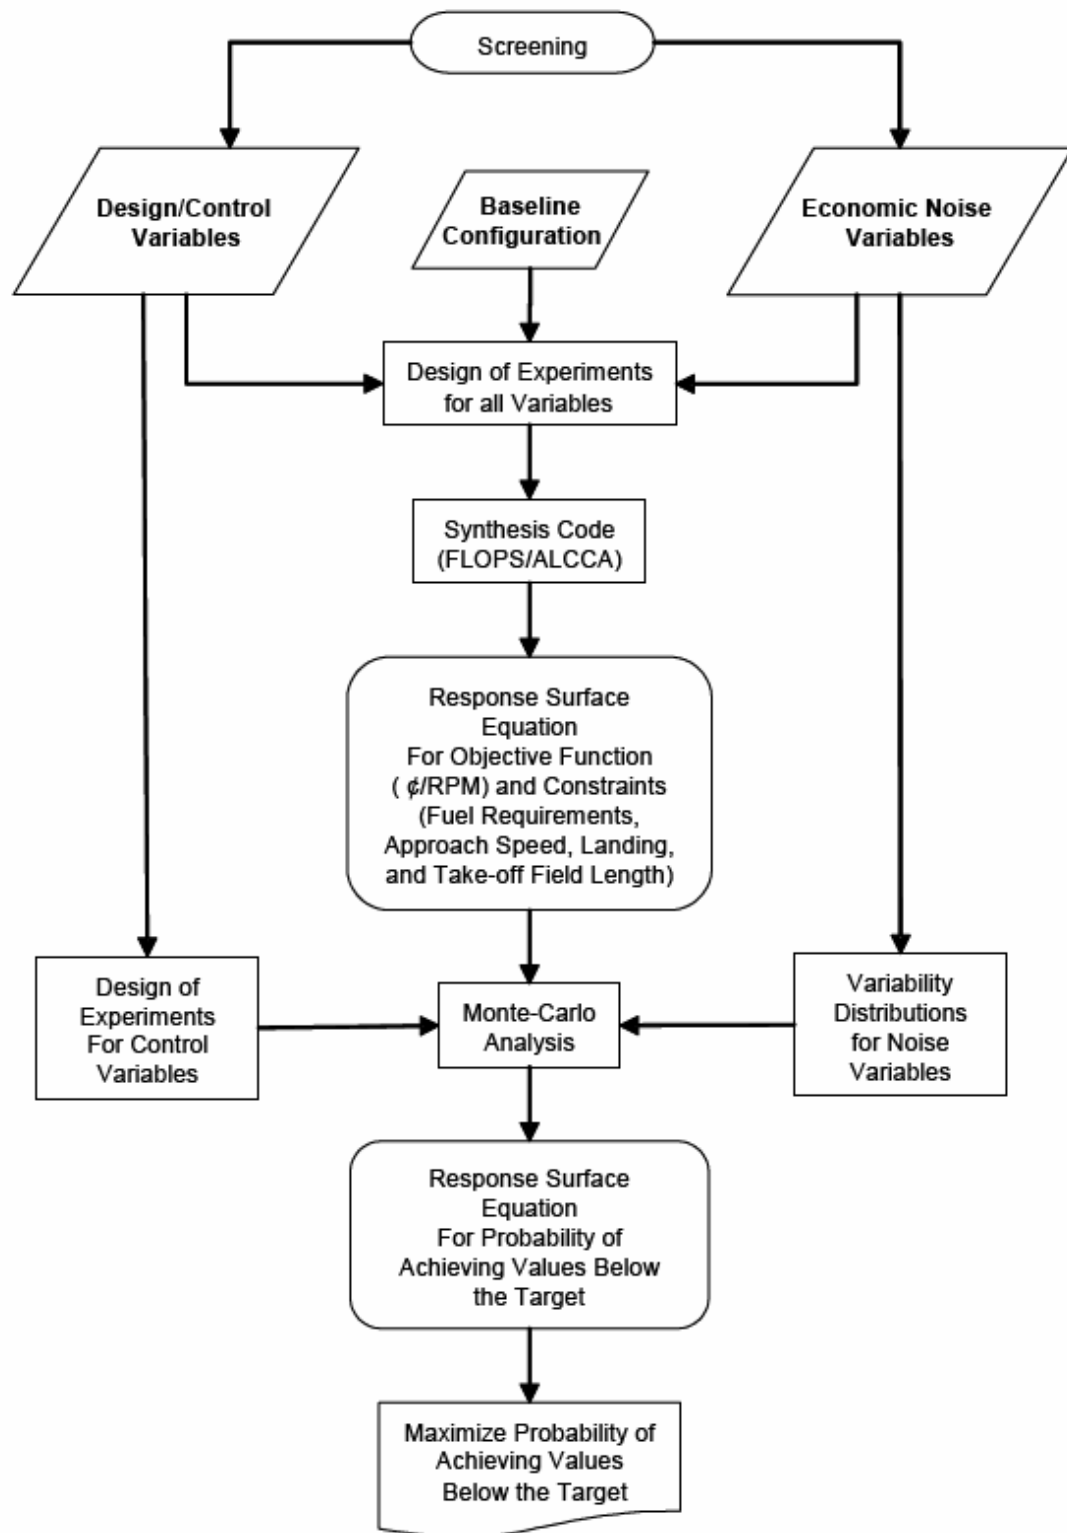 Screening
Design/Control
Variables
Baseline
Configuration
Economic Noise
Variables
Design of Experiments
for all Variables
Synthesis Code
(FLOPS/ALCCA)
Response Surface
Equation
For Objective Function
( ¢/RPM) and Constraints
(Fuel Requirements,
Approach Speed, Landing,
and Take-off Field Length)
Design of
Experiments
For Control
Variables
Monte-Carlo
Analysis
Variability
Distributions
for Noise
Variables
Response Surface
Equation
For Probability of
Achieving Values Below
the Target
Maximize Probability of
Achieving Values
Below the Target